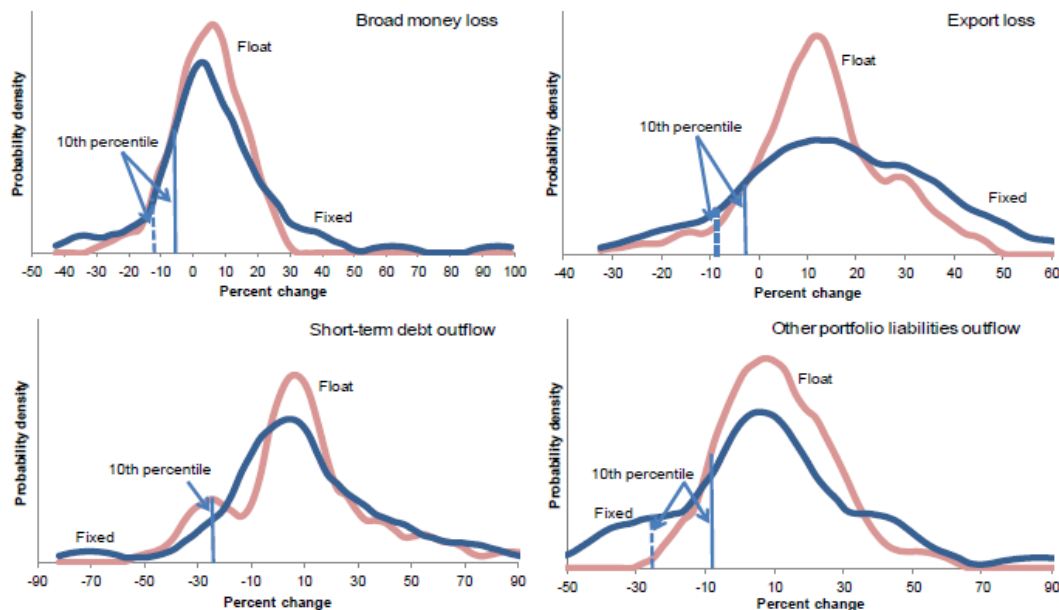 Broad money loss
Float
10th percentile
Fixed
Probability density
-50 -40 -30 -20 -10 0 10 20 30 40 50 60 70 80 90 100
Percent change
Export loss
Float
10th percentile
Fixed
Probability density
-40 -30 -20 -10 0 10 20 30 40 50 60
Percent change
Short-term debt outflow
Float
10th percentile
Fixed
Probability density
-90 -70 -50 -30 -10 10 30 50 70 90
Percent change
Other portfolio liabilities outflow
Float
10th percentile
Fixed
Probability density
-50 -30 -10 10 30 50 70 90
Percent change